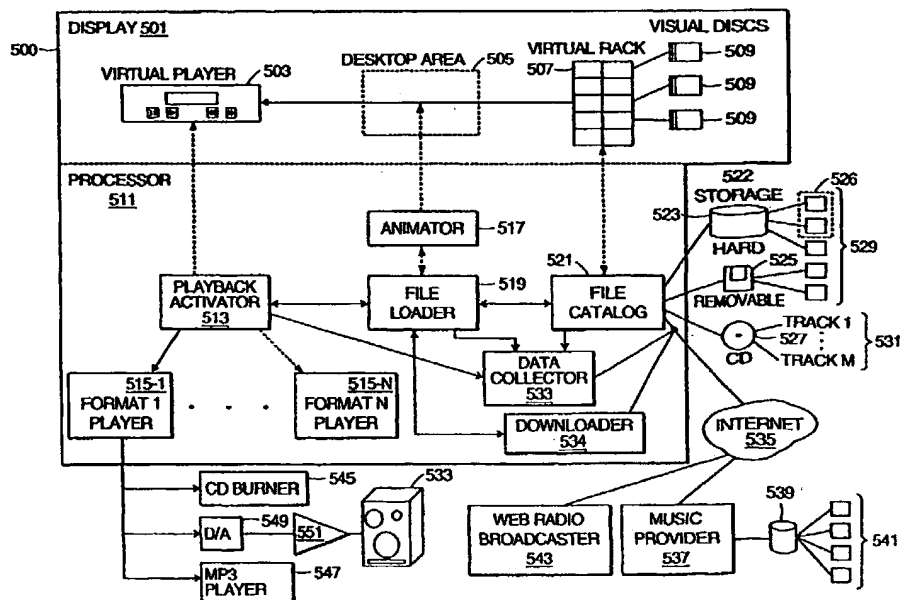 500
DISPLAY 501
VISUAL DISCS
VIRTUAL PLAYER
503
DESKTOP AREA
505
VIRTUAL RACK
507
509
509
509
PROCESSOR
511
522
STORAGE
523
HARD
526
529
525
REMOVABLE
527
CD
TRACK 1
TRACK M
531
ANIMATOR
517
PLAYBACK
ACTIVATOR
513
519
FILE
LOADER
521
FILE
CATALOG
DATA
COLLECTOR
533
DOWNLOADER
534
515-1
FORMAT 1
PLAYER
515-N
FORMAT N
PLAYER
INTERNET
535
CD BURNER
545
D/A
549
551
533
MP3
PLAYER
547
WEB RADIO
BROADCASTER
543
MUSIC
PROVIDER
537
539
541